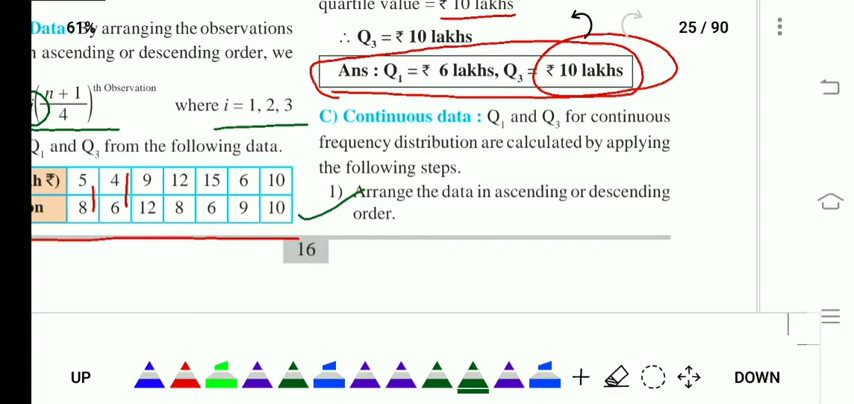 quartile value = ₹ 10 lakhs
61%
25 / 90
Data arranging the observations
ascending or descending order, we
(n + 1 / 4)th Observation
where i = 1, 2, 3
Q1 and Q3 from the following data.
h ₹) 5 4 9 12 15 6 10
on 8 6 12 8 6 9 10
∴ Q3 = ₹ 10 lakhs
Ans : Q1 = ₹ 6 lakhs, Q3 = ₹ 10 lakhs
C) Continuous data : Q1 and Q3 for continuous
frequency distribution are calculated by applying
the following steps.
1) Arrange the data in ascending or descending
order.
16
UP
DOWN